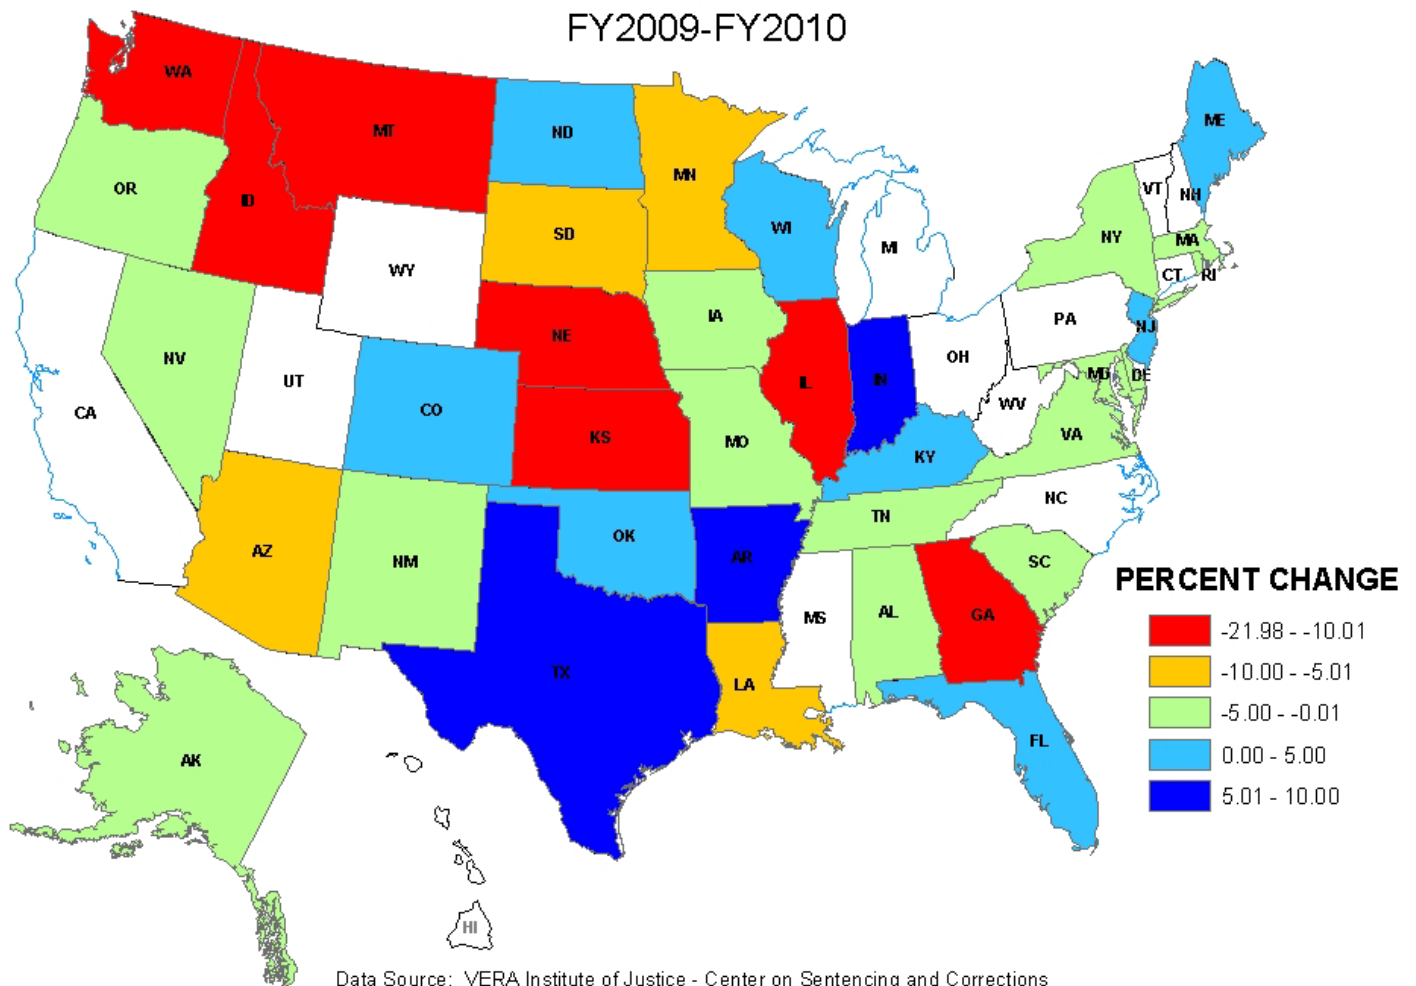 FY2009-FY2010
WA
MT
ND
MN
ME
OR
ID
SD
WI
MI
VT
NH
NY
MA
WY
CT
RI
IA
NE
PA
NJ
NV
UT
OH
IL
IN
MD
DE
CO
CA
KS
MO
WV
VA
KY
NC
TN
OK
AZ
NM
AR
SC
PERCENT CHANGE
MS
AL
GA
-21.98 - -10.01
TX
LA
-10.00 - -5.01
-5.00 - -0.01
FL
0.00 - 5.00
AK
5.01 - 10.00
HI
Data Source: VERA Institute of Justice - Center on Sentencing and Corrections